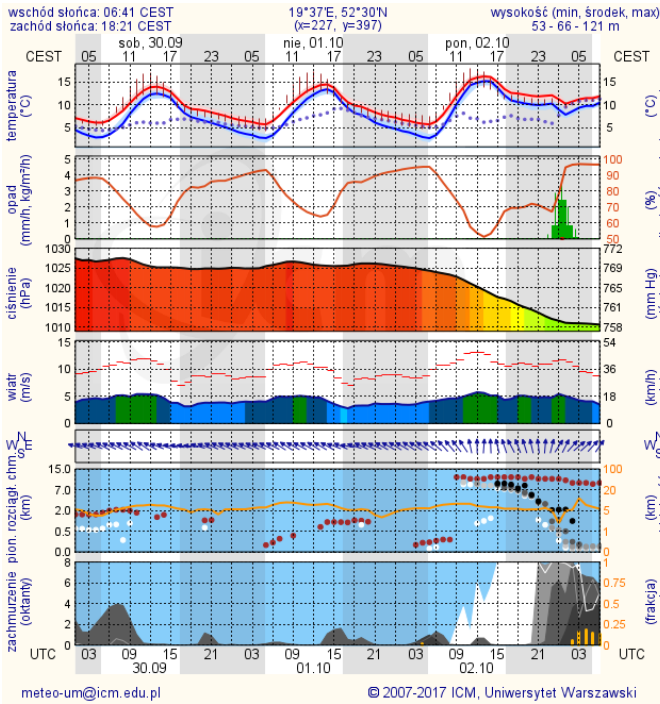 wschód słońca: 06:41 CEST 19°37'E, 52°30'N wysokość (min, środek, max)
zachód słońca: 18:21 CEST (x=227, y=397) 53 - 66 - 121 m
sob, 30.09 nie, 01.10 pon, 02.10
CEST 05 11 17 23 05 11 17 23 05 11 17 23 05 CEST
temperatura (°C)
15
10
5
15
10
5
(°C)
opad (mm/h, kg/m²/h)
5
4
3
2
1
0
100
90
80
70
60
50
(%)
ciśnienie (hPa)
1030
1025
1020
1015
1010
772
769
765
761
758
(mm Hg)
wiatr m/s
15
10
5
0
54
36
18
0
(km/h)
N
W E
S
N
W E
S
pion. rozciągł. chm. (km)
15.0
7.0
2.0
0.5
0.0
100
20
5
1
0
(km)
zachmurzenie (oktanty)
8
6
4
2
0
1
0.75
0.5
0.25
0
(frakcja)
UTC 03 09 15 21 03 09 15 21 03 09 15 21 03 UTC
30.09 01.10 02.10
meteo-um@icm.edu.pl © 2007-2017 ICM, Uniwersytet Warszawski